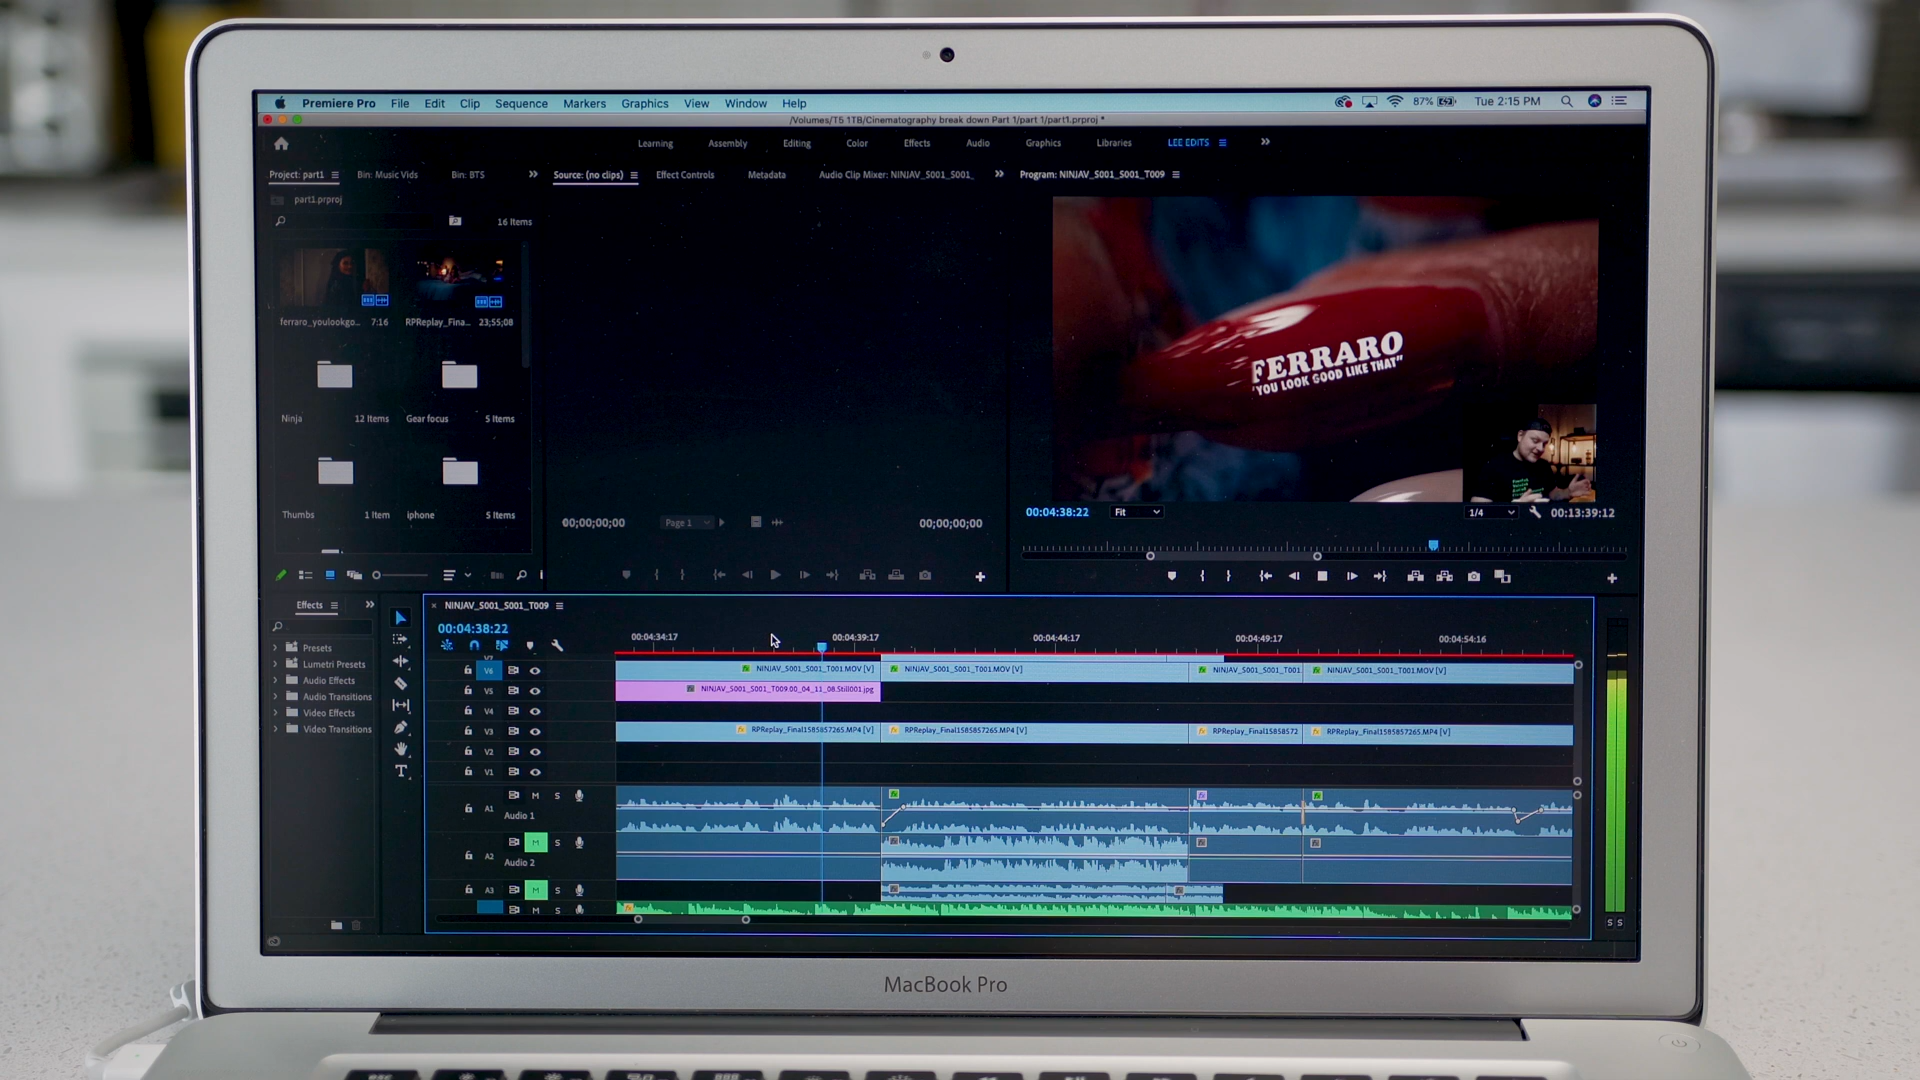 Premiere Pro File Edit Clip Sequence Markers Graphics View Window Help 87% Tue 2:15 PM
/Volumes/T5 1TB/Cinematography break down Part 1/part 1/part1.prproj *
Learning Assembly Editing Color Effects Audio Graphics Libraries LEE EDITS
Project: part1 Bin: Music Vids Bin: BTS Source: (no clips) Effect Controls Metadata Audio Clip Mixer: NINJAV_S001_S001_ Program: NINJAV_S001_S001_T009
part1.prproj
16 Items
ferraro_youlookgo... 7:16 RPReplay_Fina... 23;55;08
FERRARO
"YOU LOOK GOOD LIKE THAT"
Ninja 12 Items Gear focus 5 Items
Thumbs 1 Item iphone 5 Items
00;00;00;00 Page 1 00;00;00;00
00:04:38:22 Fit 1/4 00:13:39:12
Effects
Presets
Lumetri Presets
Audio Effects
Audio Transitions
Video Effects
Video Transitions
NINJAV_S001_S001_T009
00:04:38:22
00:04:34:17 00:04:39:17 00:04:44:17 00:04:49:17 00:04:54:16
V6 NINJAV_S001_S001_T001.MOV [V] NINJAV_S001_S001_T001.MOV [V] NINJAV_S001_S001_T001 NINJAV_S001_S001_T001.MOV [V]
V5 NINJAV_S001_S001_T009.00_04_11_08.Still001.jpg
V4
V3 RPReplay_Final1585857265.MP4 [V] RPReplay_Final1585857265.MP4 [V] RPReplay_Final15858572 RPReplay_Final1585857265.MP4 [V]
V2
V1
A1 M S
Audio 1
M S
A2
Audio 2
A3 M S
M S
S S
MacBook Pro